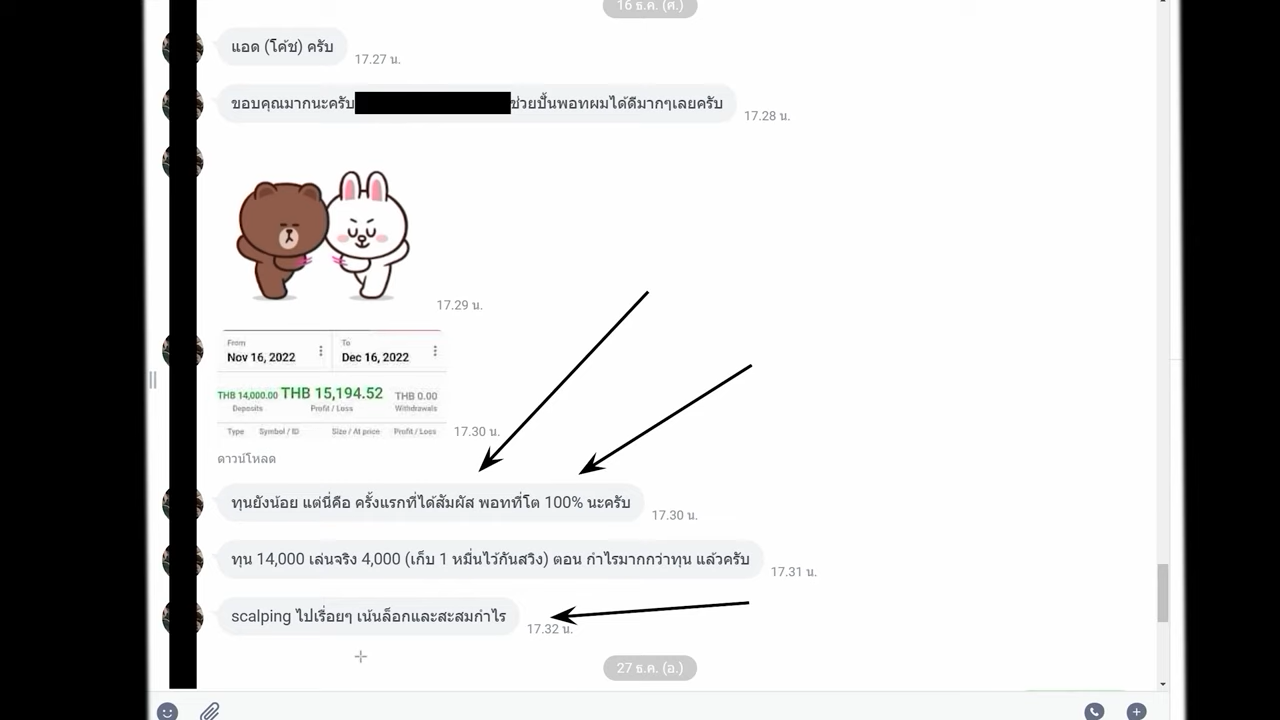 16 ธ.ค. (ศ.)
แอด (โค้ช) ครับ
17.27 น.
ขอบคุณมากนะครับ ช่วยปั้นพอทผมได้ดีมากๆเลยครับ
17.28 น.
17.29 น.
From
To
Nov 16, 2022
Dec 16, 2022
THB 14,000.00 THB 15,194.52 THB 0.00
Deposits Profit / Loss Withdrawals
Type Symbol / ID Size / At price Profit / Loss
17.30 น.
ดาวน์โหลด
ทุนยังน้อย แต่นี่คือ ครั้งแรกที่ได้สัมผัส พอทที่โต 100% นะครับ
17.30 น.
ทุน 14,000 เล่นจริง 4,000 (เก็บ 1 หมื่นไว้กันสวิง) ตอน กำไรมากกว่าทุน แล้วครับ
17.31 น.
scalping ไปเรื่อยๆ เน้นล็อกและสะสมกำไร
17.32 น.
27 ธ.ค. (อ.)